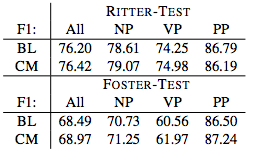 RITTER-TEST
F1: All NP VP PP
BL 76.20 78.61 74.25 86.79
CM 76.42 79.07 74.98 86.19
FOSTER-TEST
F1: All NP VP PP
BL 68.49 70.73 60.56 86.50
CM 68.97 71.25 61.97 87.24